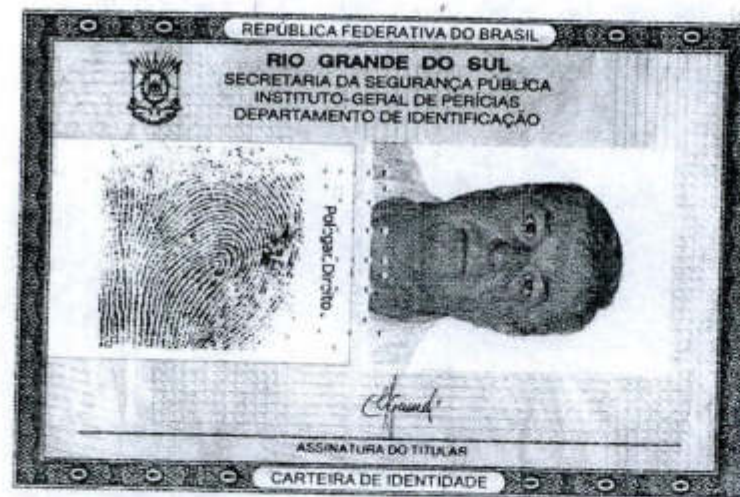 REPÚBLICA FEDERATIVA DO BRASIL
RIO GRANDE DO SUL
SECRETARIA DA SEGURANÇA PÚBLICA
INSTITUTO-GERAL DE PERÍCIAS
DEPARTAMENTO DE IDENTIFICAÇÃO
Polegar Direito
ASSINATURA DO TITULAR
CARTEIRA DE IDENTIDADE